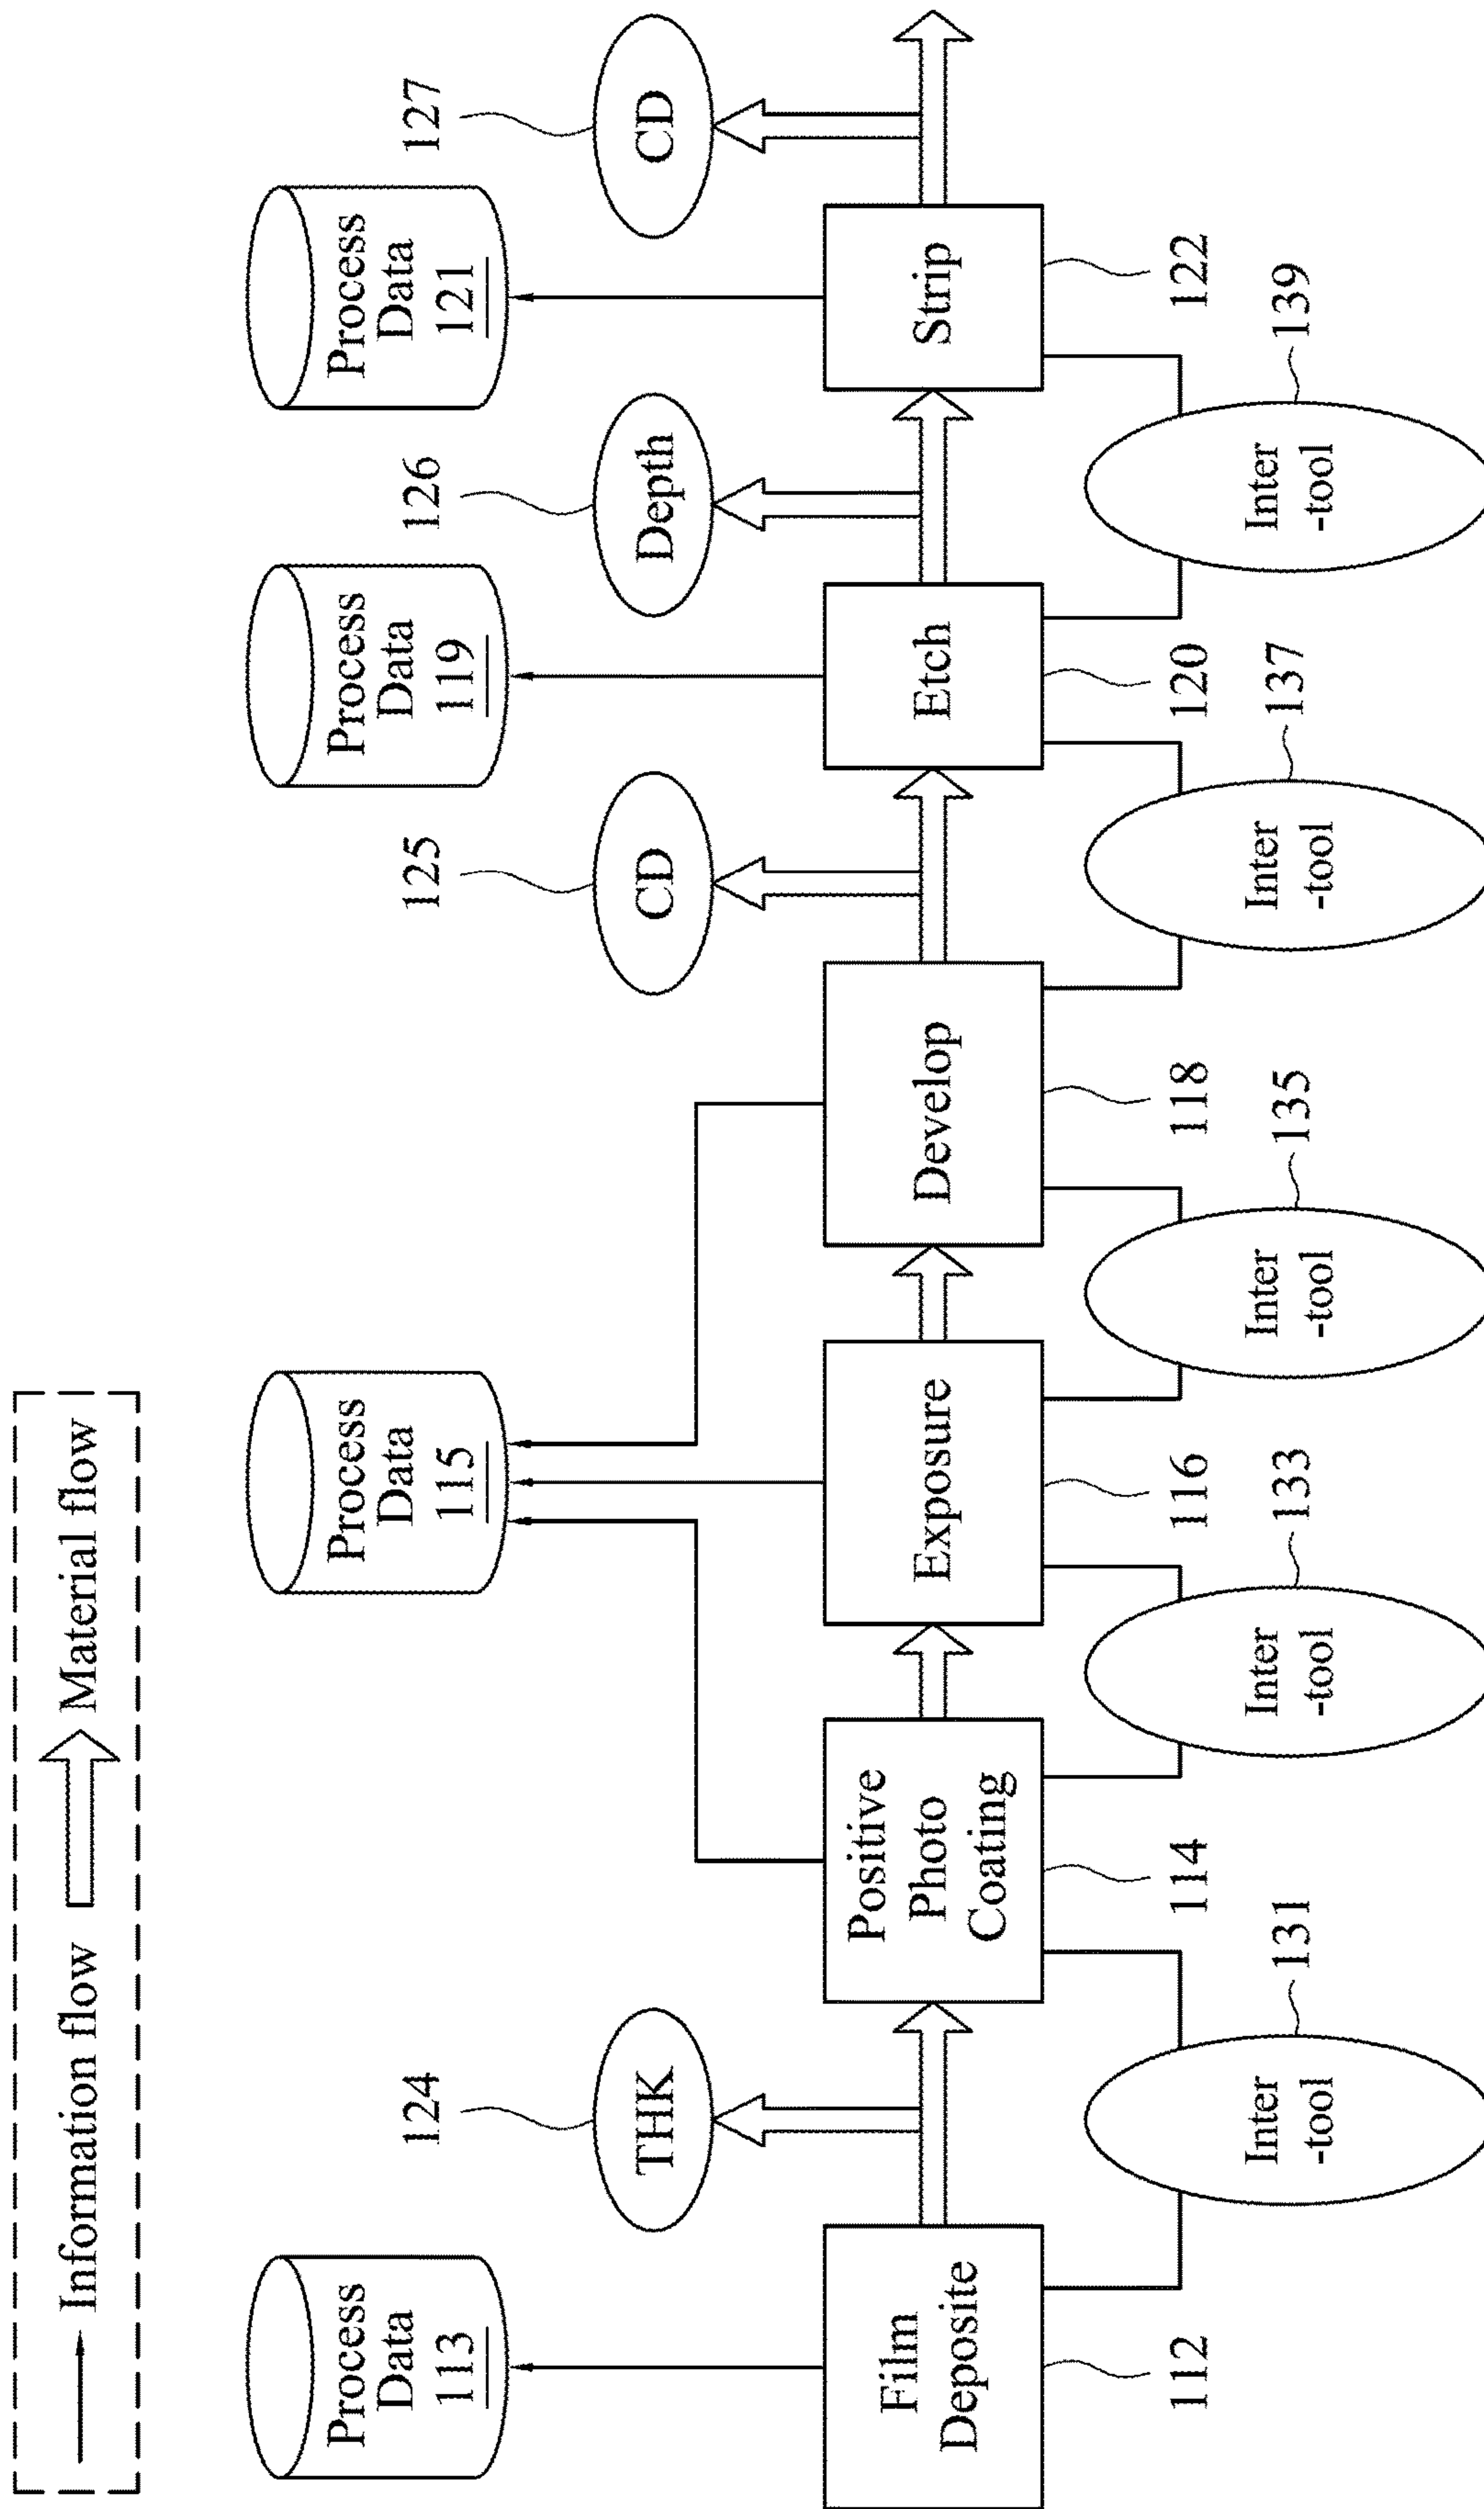 Information flow
Material flow
Process
Data
113
Process
Data
115
Process
Data
119
Process
Data
121
124
125
126
127
THK
CD
Depth
CD
Film
Deposite
Positive
Photo
Coating
Exposure
Develop
Etch
Strip
112
114
116
118
120
122
131
133
135
137
139
Inter
-tool
Inter
-tool
Inter
-tool
Inter
-tool
Inter
-tool